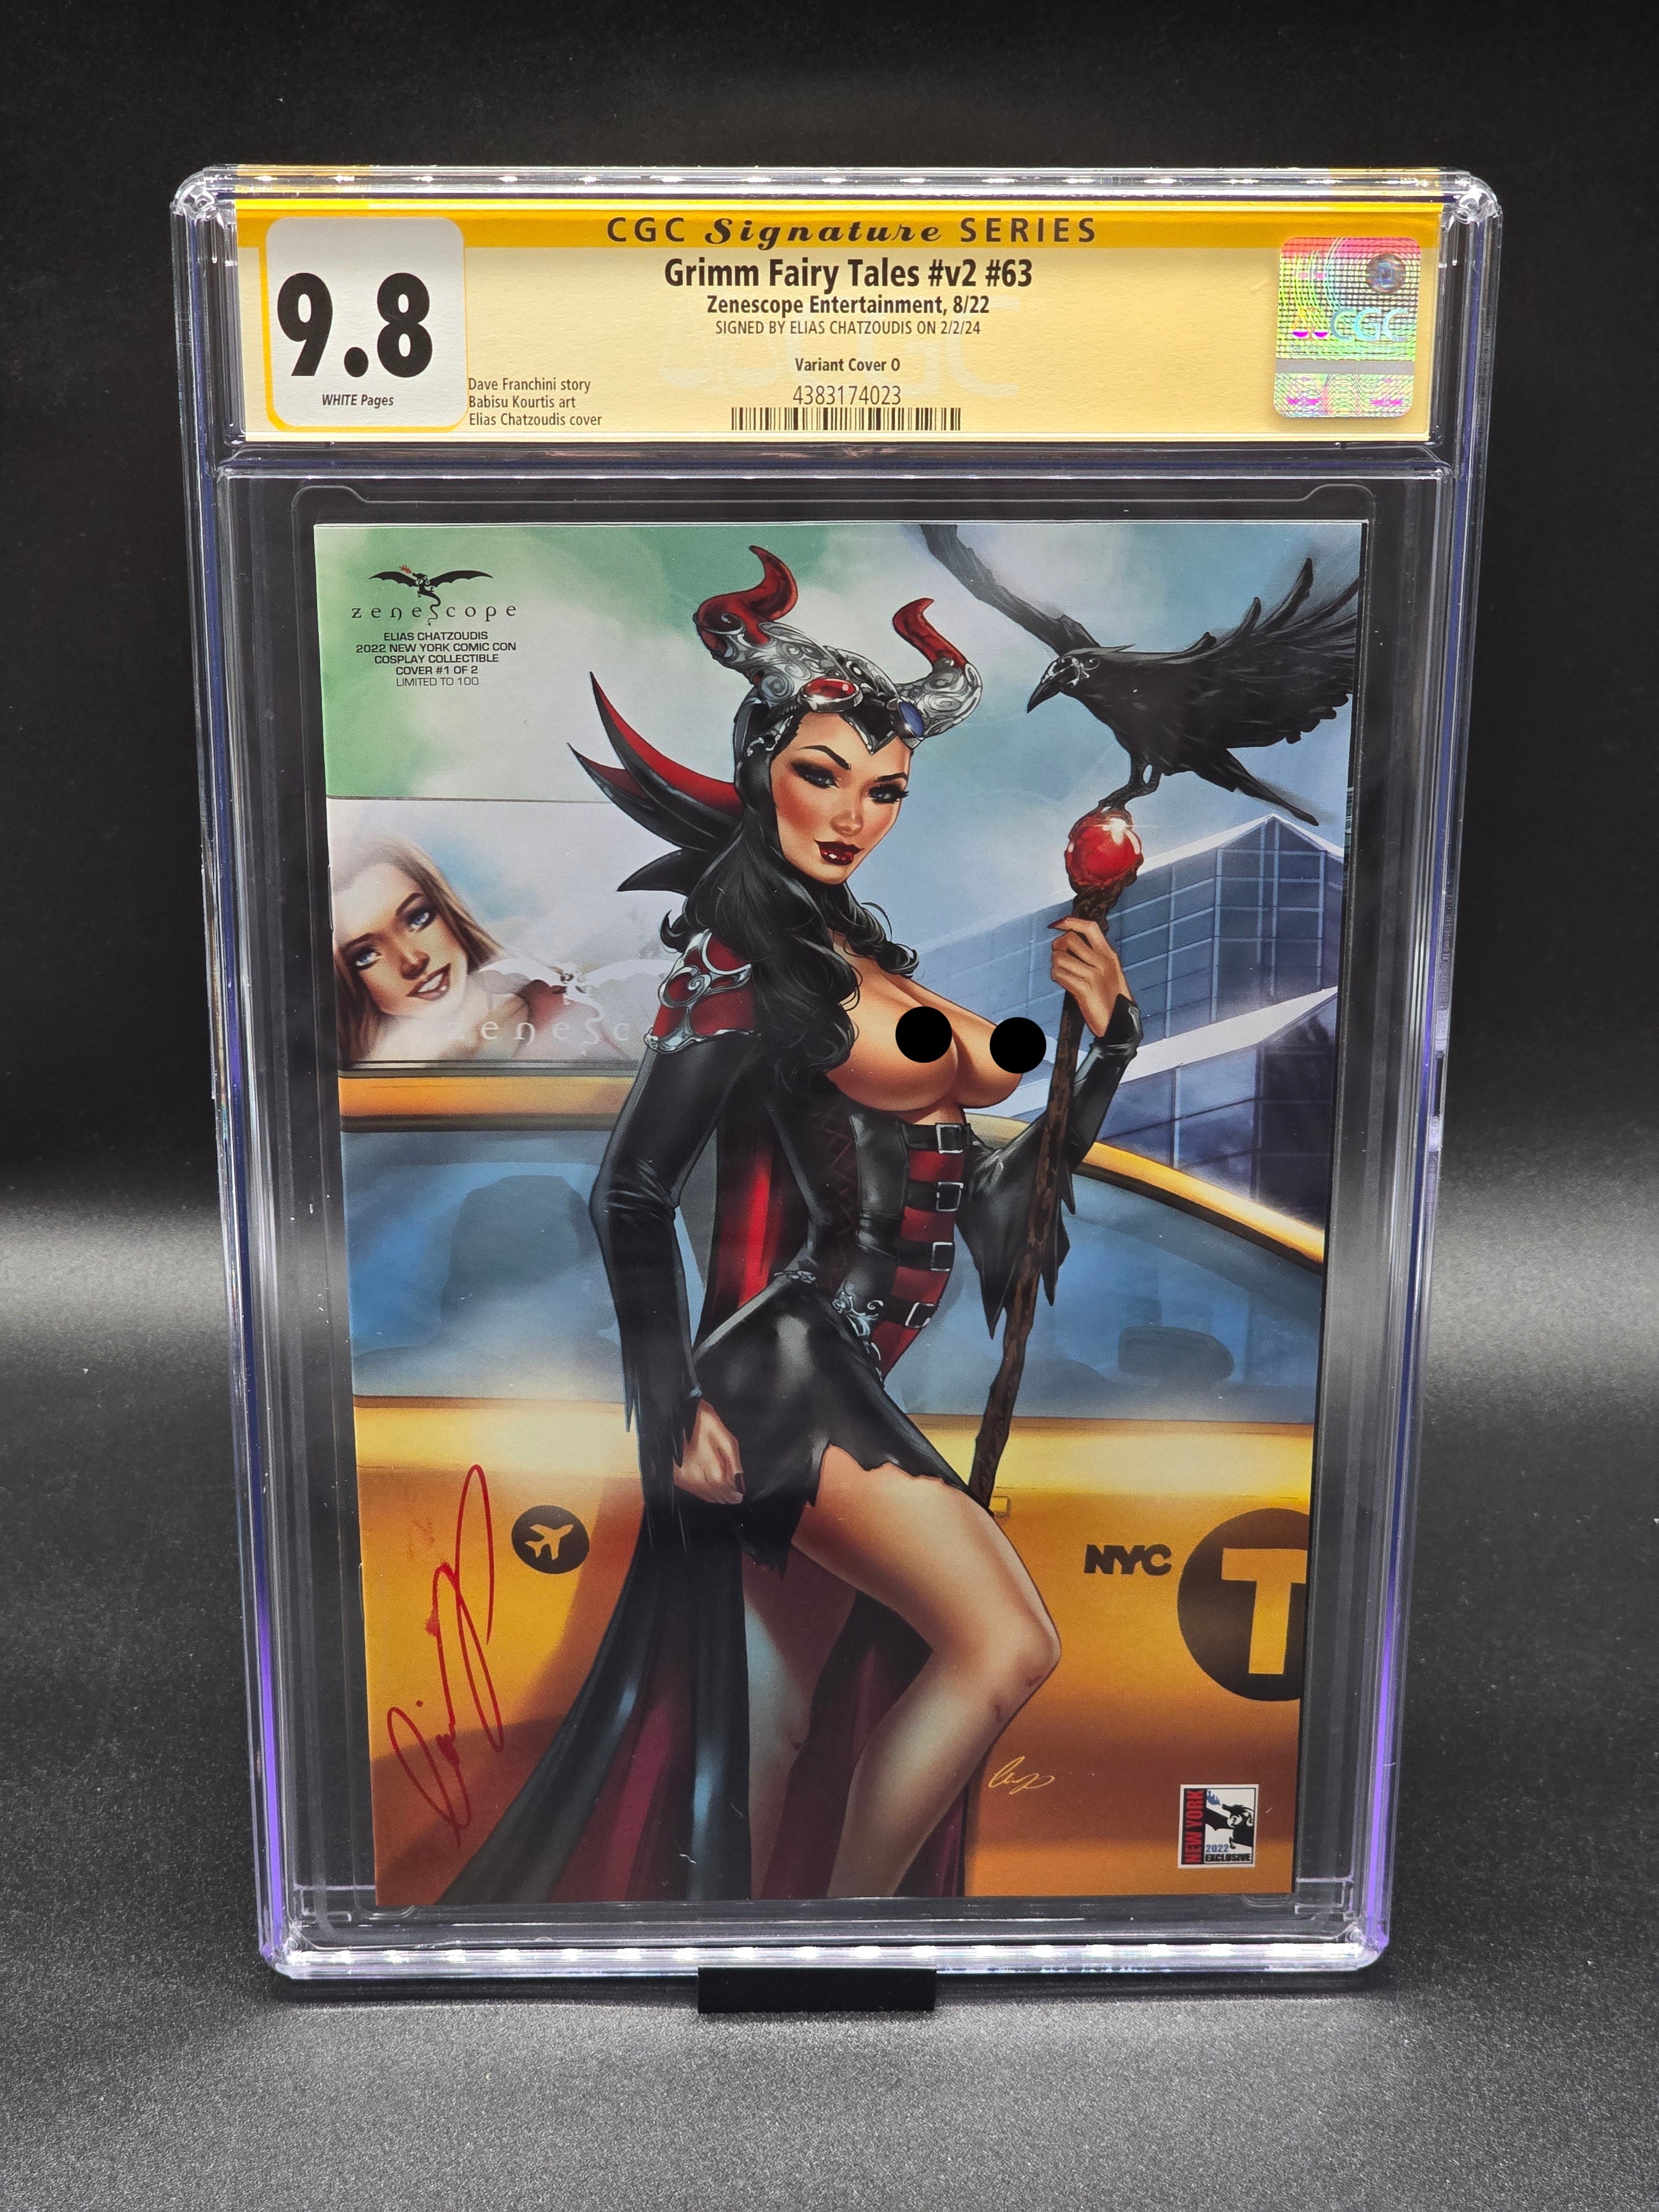 CGC Signature SERIES
9.8
WHITE Pages
Grimm Fairy Tales #v2 #63
Zenescope Entertainment, 8/22
SIGNED BY ELIAS CHATZOUDIS ON 2/2/24
Variant Cover O
4383174023
Dave Franchini story
Babisu Kourtis art
Elias Chatzoudis cover
CGC
zenescope
ELIAS CHATZOUDIS
2022 NEW YORK COMIC CON
COSPLAY COLLECTIBLE
COVER #1 OF 2
LIMITED TO 100
zenesc
NYC
T
NEW YORK
2022
EXCLUSIVE